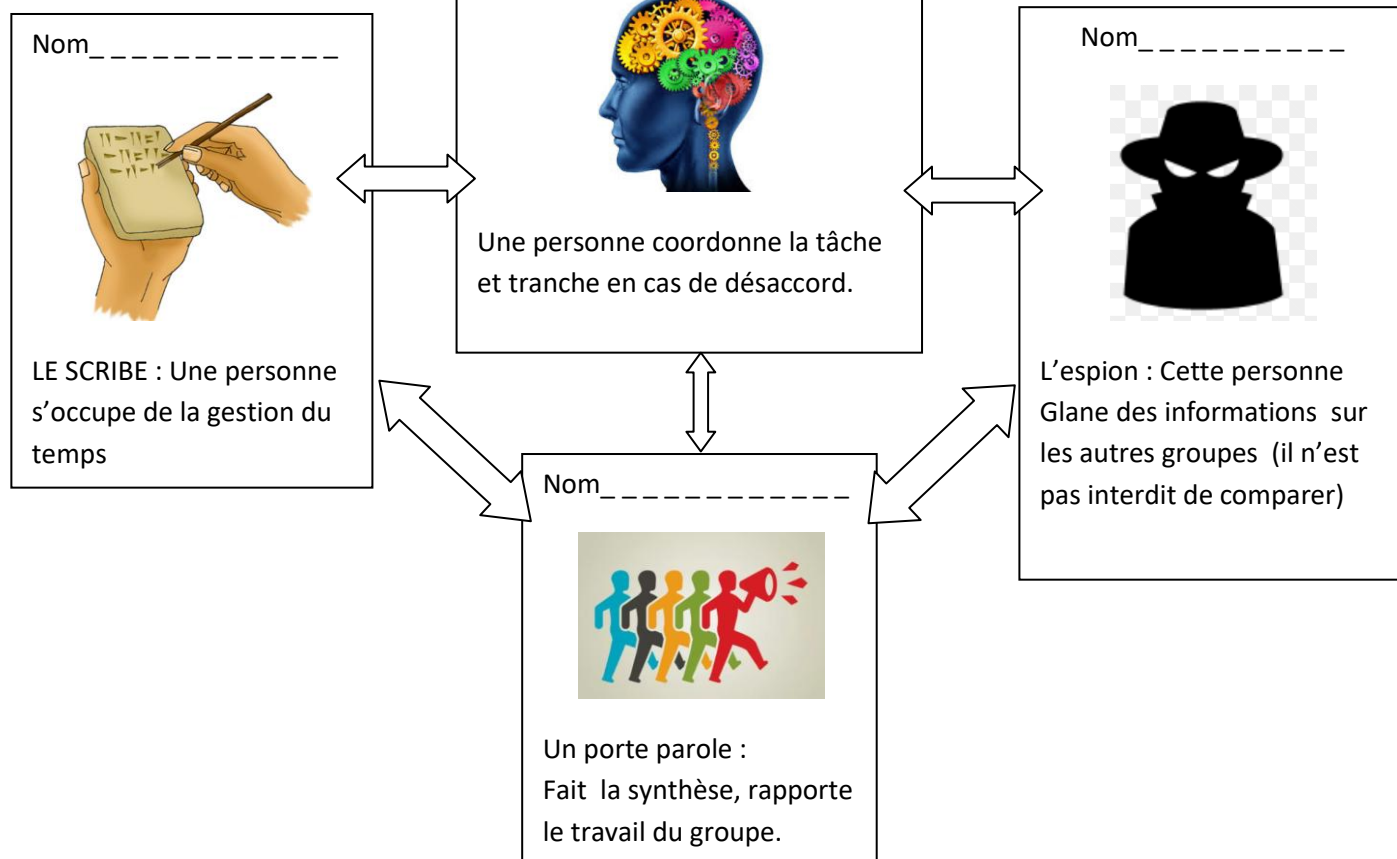 Nom_ _ _ _ _ _ _ _ _ _ _ _ _
LE SCRIBE : Une personne
s’occupe de la gestion du
temps
Une personne coordonne la tâche
et tranche en cas de désaccord.
Nom_ _ _ _ _ _ _ _ _ _
L’espion : Cette personne
Glane des informations sur
les autres groupes (il n’est
pas interdit de comparer)
Nom_ _ _ _ _ _ _ _ _ _ _ _ _
Un porte parole :
Fait la synthèse, rapporte
le travail du groupe.